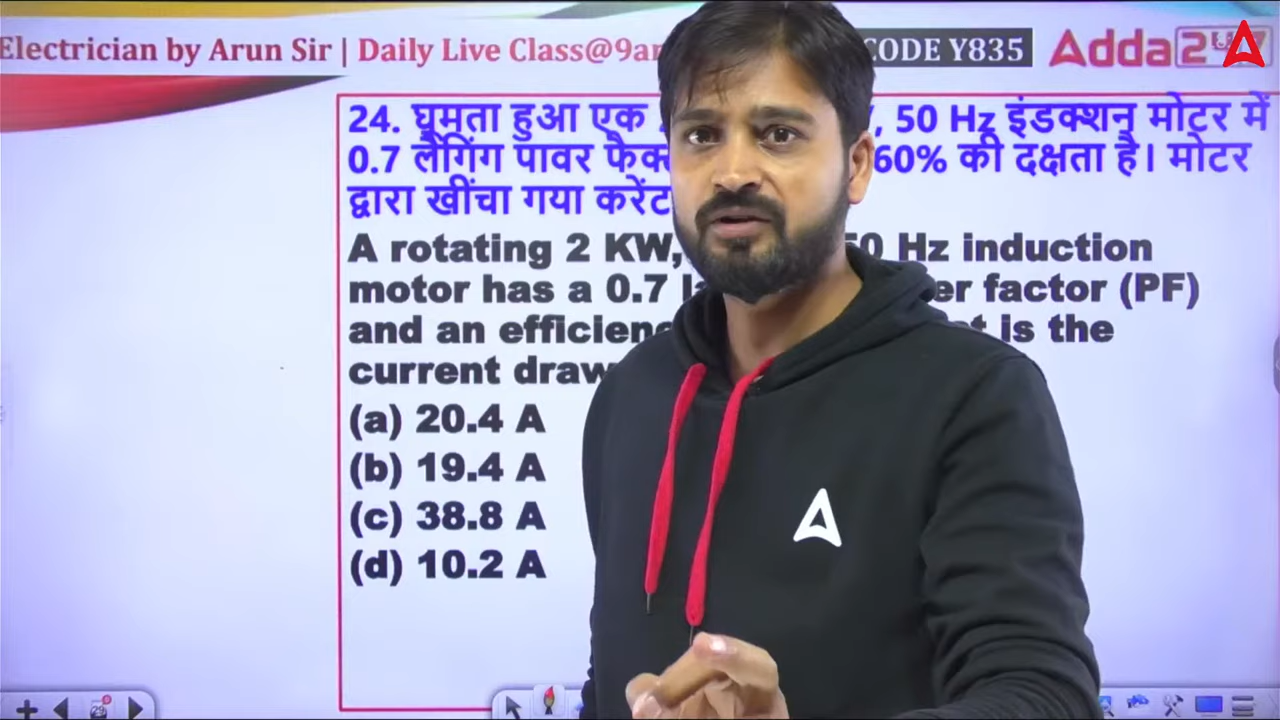 Electrician by Arun Sir | Daily Live Class@9a
CODE Y835
Adda247
24. घूमता हुआ एक , 50 Hz इंडक्शन मोटर में
0.7 लैगिंग पावर 60% की दक्षता है। मोटर
द्वारा खींचा गया करेंट
A rotating 2 KW, 50 Hz induction
motor has a 0.7 factor (PF)
and an is the
current
(a) 20.4 A
(b) 19.4 A
(c) 38.8 A
(d) 10.2 A